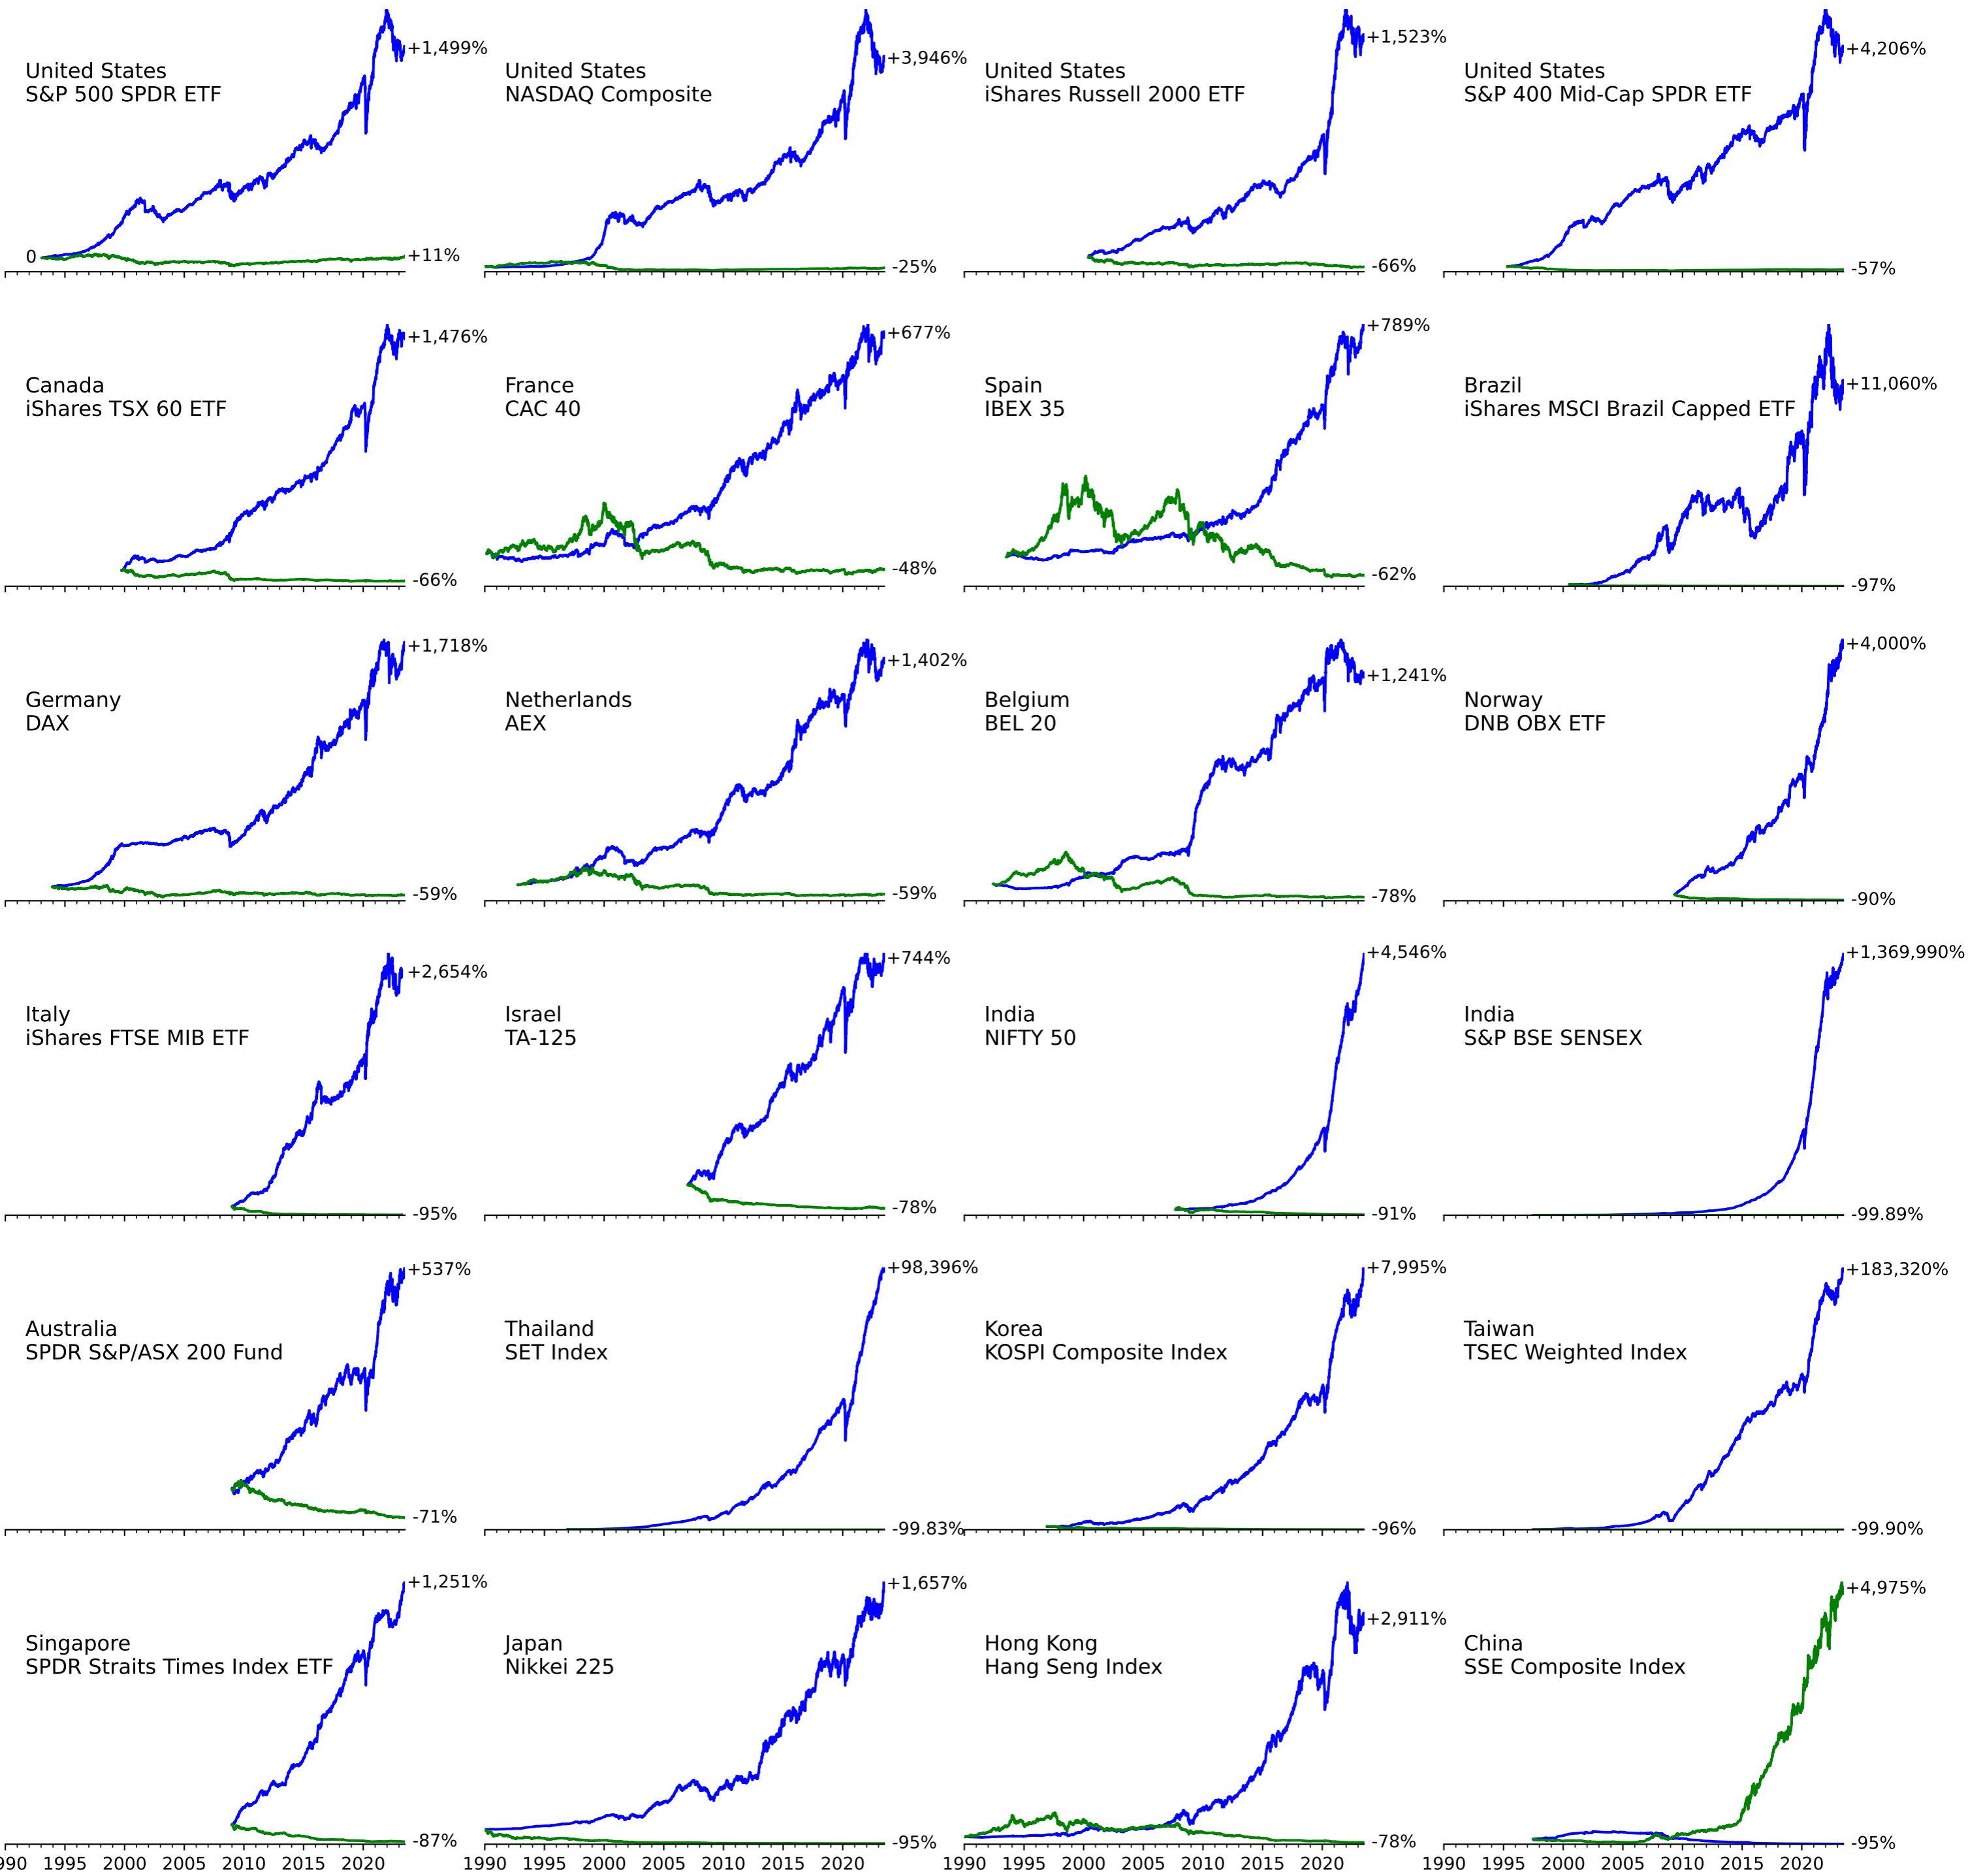 +1,499%
United States
S&P 500 SPDR ETF
0
+11%
+3,946%
United States
NASDAQ Composite
-25%
+1,523%
United States
iShares Russell 2000 ETF
-66%
+4,206%
United States
S&P 400 Mid-Cap SPDR ETF
-57%
+1,476%
Canada
iShares TSX 60 ETF
-66%
+677%
France
CAC 40
-48%
+789%
Spain
IBEX 35
-62%
+11,060%
Brazil
iShares MSCI Brazil Capped ETF
-97%
+1,718%
Germany
DAX
-59%
+1,402%
Netherlands
AEX
-59%
+1,241%
Belgium
BEL 20
-78%
+4,000%
Norway
DNB OBX ETF
-90%
+2,654%
Italy
iShares FTSE MIB ETF
-95%
+744%
Israel
TA-125
-78%
+4,546%
India
NIFTY 50
-91%
+1,369,990%
India
S&P BSE SENSEX
-99.89%
+537%
Australia
SPDR S&P/ASX 200 Fund
-71%
+98,396%
Thailand
SET Index
-99.83%
+7,995%
Korea
KOSPI Composite Index
-96%
+183,320%
Taiwan
TSEC Weighted Index
-99.90%
+1,251%
Singapore
SPDR Straits Times Index ETF
-87%
+1,657%
Japan
Nikkei 225
-95%
+2,911%
Hong Kong
Hang Seng Index
-78%
+4,975%
China
SSE Composite Index
-95%
990 1995 2000 2005 2010 2015 2020
1990 1995 2000 2005 2010 2015 2020
1990 1995 2000 2005 2010 2015 2020
1990 1995 2000 2005 2010 2015 2020